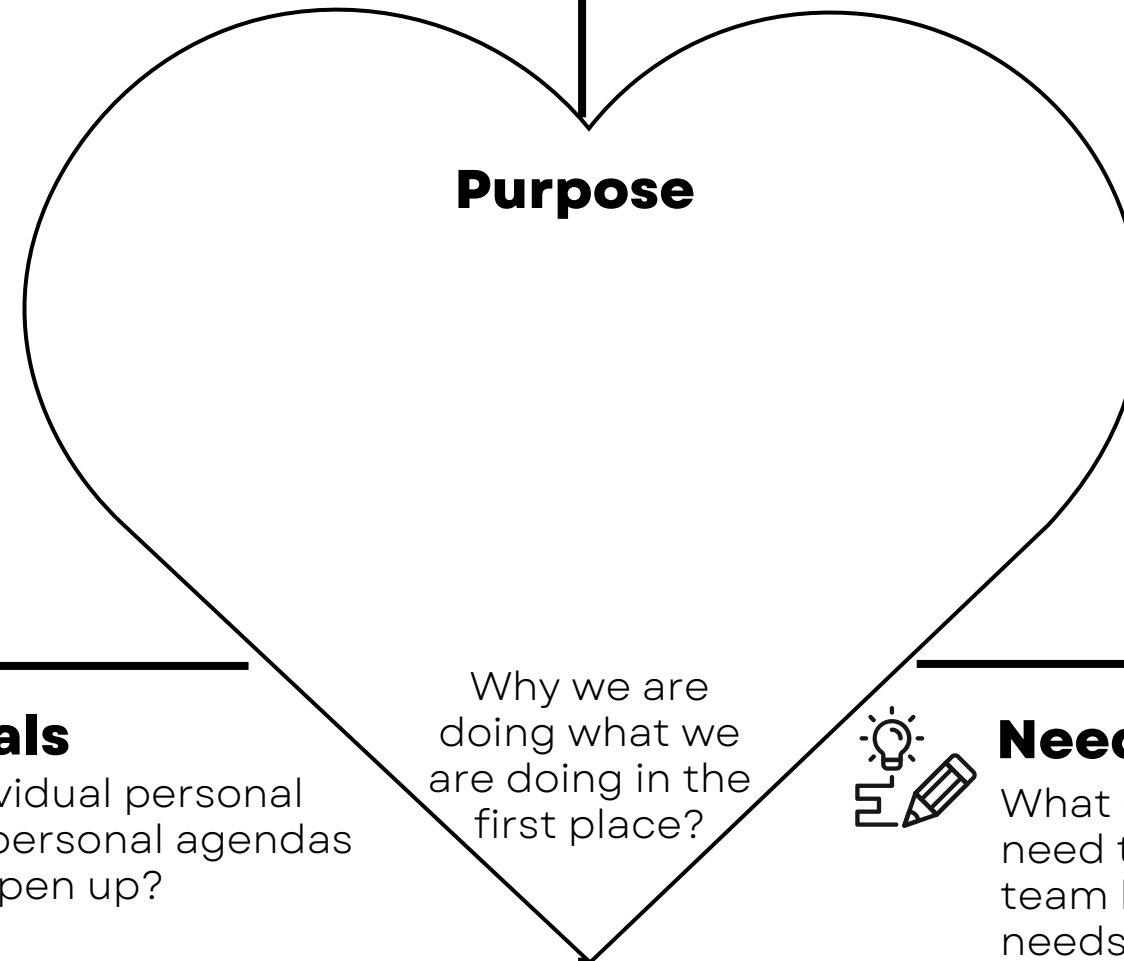 Purpose
Why we are
doing what we
are doing in the
first place?
als
vidual personal
personal agendas
pen up?
Need
What
need t
team
needs